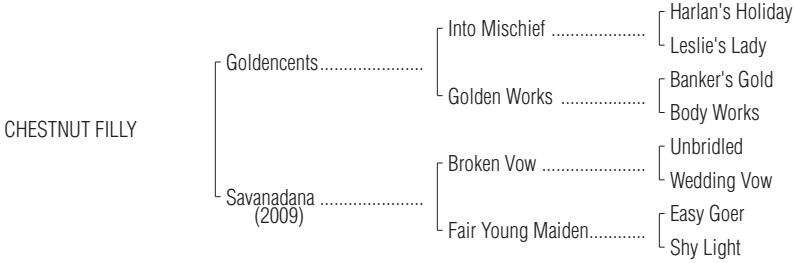 Harlan's Holiday
Into Mischief .....................
Leslie's Lady
Goldencents......................
Banker's Gold
Golden Works ...................
Body Works
CHESTNUT FILLY
Unbridled
Broken Vow .......................
Wedding Vow
Savanadana ......................
(2009)
Easy Goer
Fair Young Maiden............
Shy Light